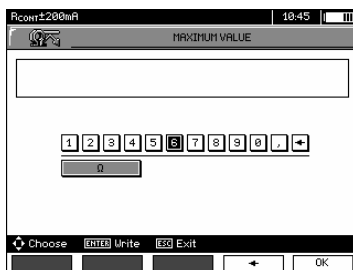 RCONT±200mA 10:45
MAXIMUM VALUE
1 2 3 4 5 6 7 8 9 0 , ←
Ω
Choose ENTER Write ESC Exit
← OK